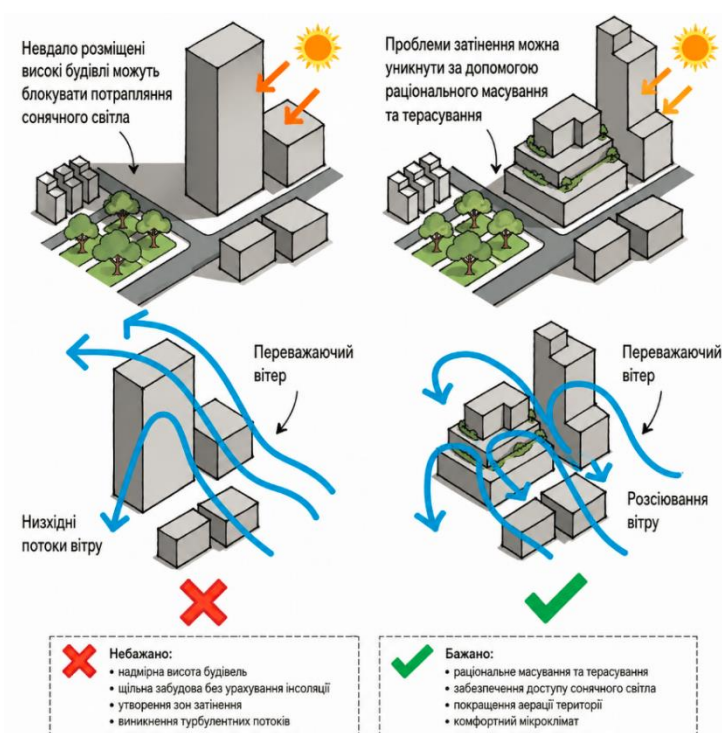 Невдало розміщені
високі будівлі можуть
блокувати потрапляння
сонячного світла
Проблеми затінення можна
уникнути за допомогою
раціонального масування
та терасування
Переважаючий
вітер
Низхідні
потоки вітру
Переважаючий
вітер
Розсіювання
вітру
Небажано:
• надмірна висота будівель
• щільна забудова без урахування інсоляції
• утворення зон затінення
• виникнення турбулентних потоків
Бажано:
• раціональне масування та терасування
• забезпечення доступу сонячного світла
• покращення аерації території
• комфортний мікроклімат